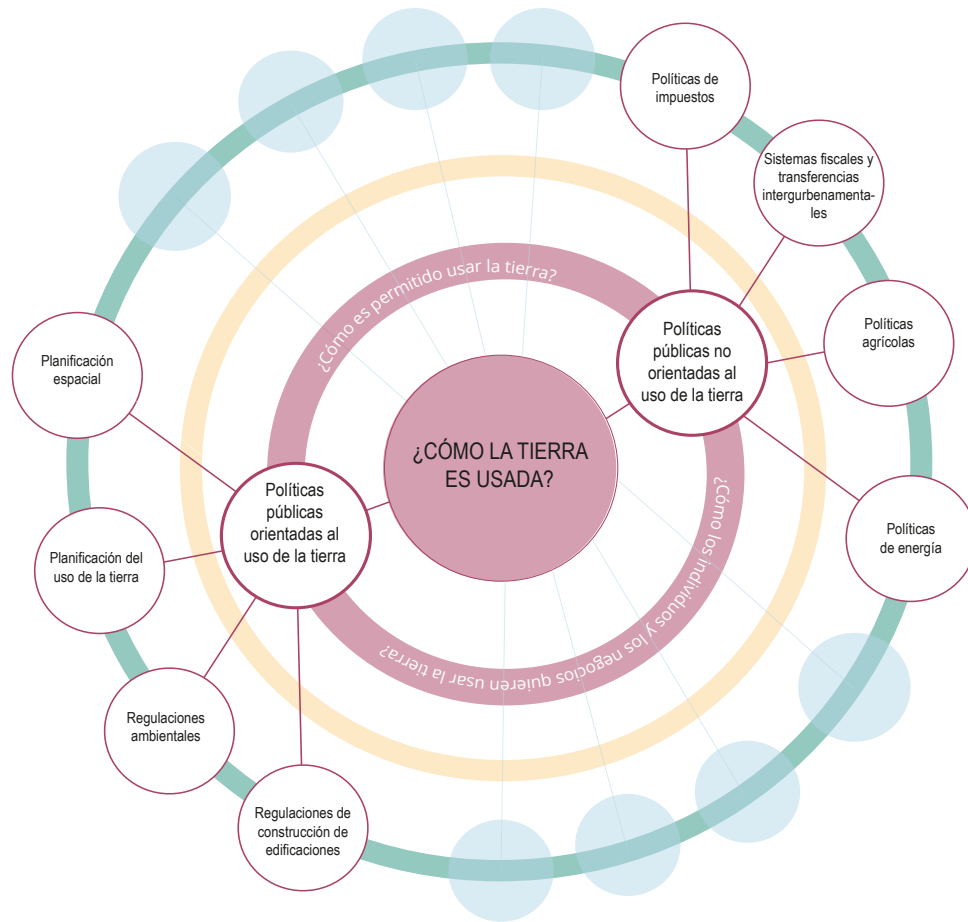 Políticas de
impuestos
Sistemas fiscales y
transferencias
intergurbenamenta-
les
Políticas
agrícolas
Políticas
de energía
Políticas
públicas no
orientadas al
uso de la tierra
¿Cómo es permitido usar la tierra?
¿CÓMO LA TIERRA
ES USADA?
¿Cómo los individuos y los negocios quieren usar la tierra?
Políticas
públicas
orientadas al
uso de la tierra
Planificación
espacial
Planificación del
uso de la tierra
Regulaciones
ambientales
Regulaciones de
construcción de
edificaciones